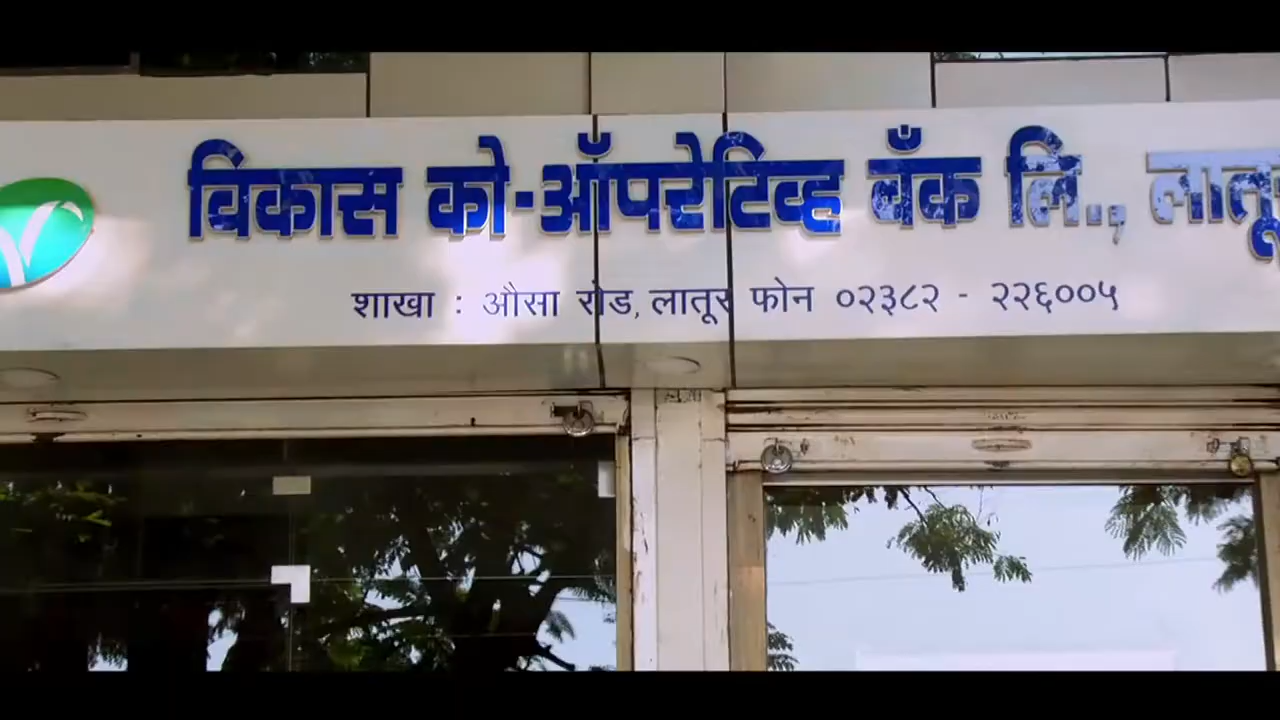 विकास को-ऑपरेटिव्ह बँक लि., लातूर
शाखा : औसा रोड, लातूर फोन ०२३८२ - २२६००५